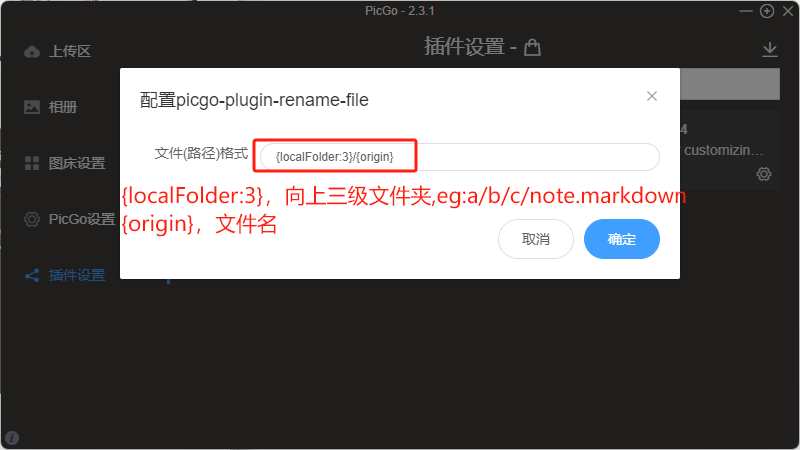 PicGo - 2.3.1
上传区
插件设置 -
相册
配置picgo-plugin-rename-file
文件(路径)格式
{localFolder:3}/{origin}
4
customizin...
图床设置
{localFolder:3}，向上三级文件夹,eg:a/b/c/note.markdown
{origin}，文件名
PicGo设置
取消
确定
插件设置